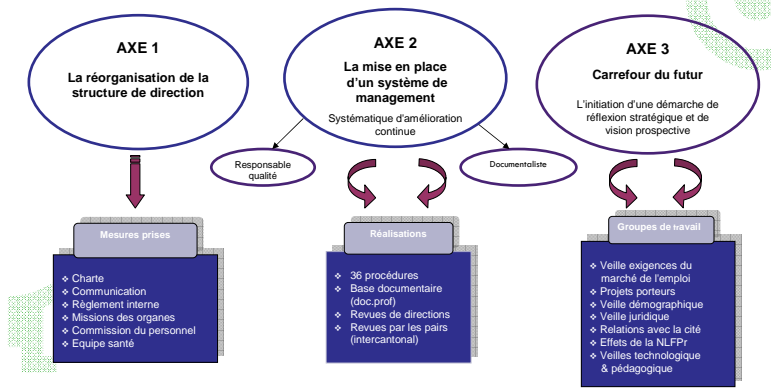 AXE 1
La réorganisation de la
structure de direction
AXE 2
La mise en place
d'un système de
management
Systématique d'amélioration
continue
AXE 3
Carrefour du futur
L'initiation d'une démarche de
réflexion stratégique et de
vision prospective
Responsable
qualité
Documentaliste
Mesures prises
❖ Charte
❖ Communication
❖ Règlement interne
❖ Missions des organes
❖ Commission du personnel
❖ Equipe santé
Réalisations
❖ 36 procédures
❖ Base documentaire
(doc.prof)
❖ Revues de directions
❖ Revues par les pairs
(intercantonal)
Groupes de travail
❖ Veille exigences du
marché de l'emploi
❖ Projets porteurs
❖ Veille démographique
❖ Veille juridique
❖ Relations avec la cité
❖ Effets de la NLFPr
❖ Veilles technologique
& pédagogique